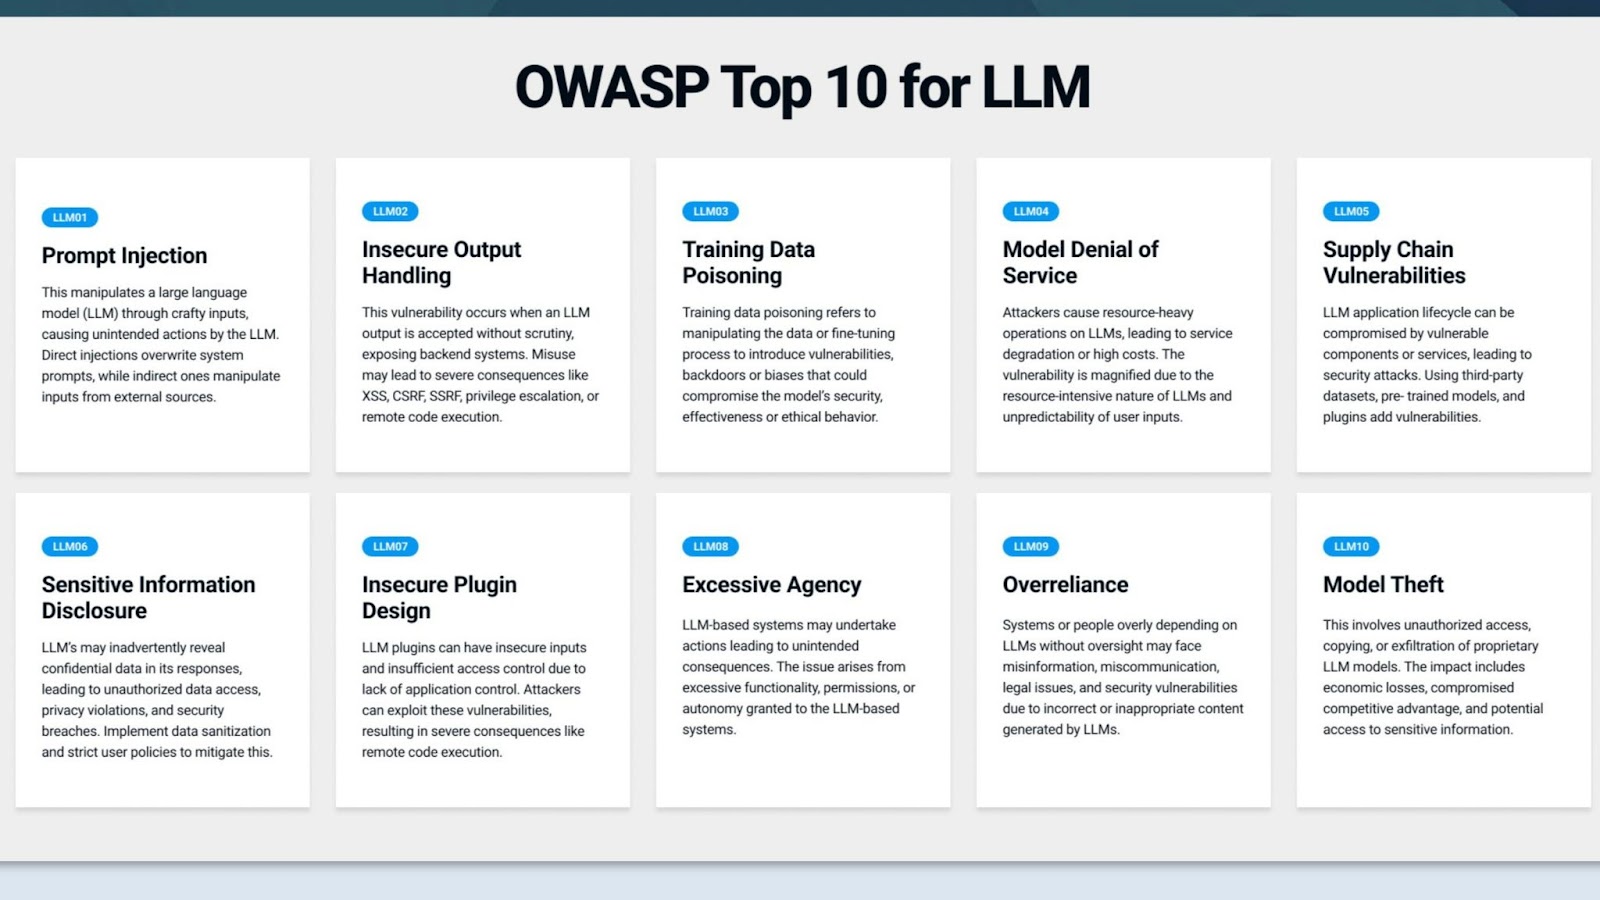 OWASP Top 10 for LLM
LLM01
Prompt Injection
This manipulates a large language
model (LLM) through crafty inputs,
causing unintended actions by the LLM.
Direct injections overwrite system
prompts, while indirect ones manipulate
inputs from external sources.
LLM02
Insecure Output
Handling
This vulnerability occurs when an LLM
output is accepted without scrutiny,
exposing backend systems. Misuse
may lead to severe consequences like
XSS, CSRF, SSRF, privilege escalation, or
remote code execution.
LLM03
Training Data
Poisoning
Training data poisoning refers to
manipulating the data or fine-tuning
process to introduce vulnerabilities,
backdoors or biases that could
compromise the model’s security,
effectiveness or ethical behavior.
LLM04
Model Denial of
Service
Attackers cause resource-heavy
operations on LLMs, leading to service
degradation or high costs. The
vulnerability is magnified due to the
resource-intensive nature of LLMs and
unpredictability of user inputs.
LLM05
Supply Chain
Vulnerabilities
LLM application lifecycle can be
compromised by vulnerable
components or services, leading to
security attacks. Using third-party
datasets, pre- trained models, and
plugins add vulnerabilities.
LLM06
Sensitive Information
Disclosure
LLM’s may inadvertently reveal
confidential data in its responses,
leading to unauthorized data access,
privacy violations, and security
breaches. Implement data sanitization
and strict user policies to mitigate this.
LLM07
Insecure Plugin
Design
LLM plugins can have insecure inputs
and insufficient access control due to
lack of application control. Attackers
can exploit these vulnerabilities,
resulting in severe consequences like
remote code execution.
LLM08
Excessive Agency
LLM-based systems may undertake
actions leading to unintended
consequences. The issue arises from
excessive functionality, permissions, or
autonomy granted to the LLM-based
systems.
LLM09
Overreliance
Systems or people overly depending on
LLMs without oversight may face
misinformation, miscommunication,
legal issues, and security vulnerabilities
due to incorrect or inappropriate content
generated by LLMs.
LLM10
Model Theft
This involves unauthorized access,
copying, or exfiltration of proprietary
LLM models. The impact includes
economic losses, compromised
competitive advantage, and potential
access to sensitive information.